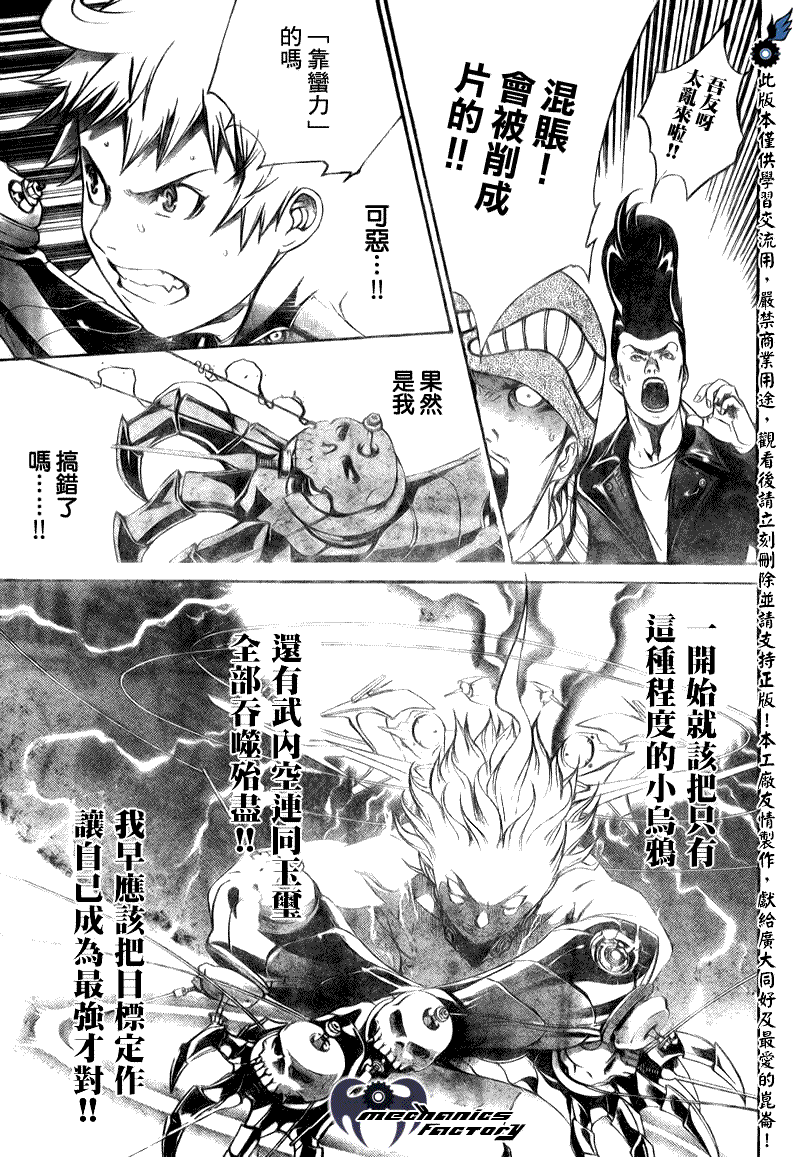 吾友呀
太亂來啦!!
混賬！
會被削成
片的!!
「靠蠻力」
的嗎
可惡…!!
果然
是我
搞錯了
嗎……!!
一開始就該把只有
這種程度的小烏鴉
還有武內空連同玉璽
全部吞噬殆盡!!
我早應該把目標定作
讓自己成為最強才對!!
此版本僅供學習交流用，嚴禁商業用途，觀看後請立刻刪除並請支持正版！本工廠友情製作，獻給廣大同好及最愛的崑崙！
mechanics
factory